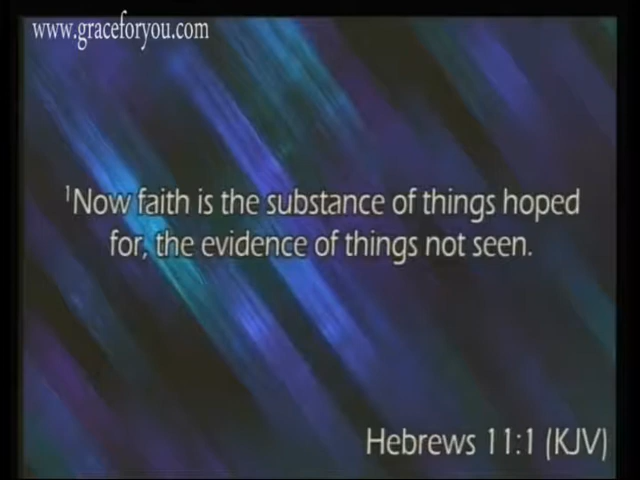 www.graceforyou.com
¹Now faith is the substance of things hoped
for, the evidence of things not seen.
Hebrews 11:1 (KJV)